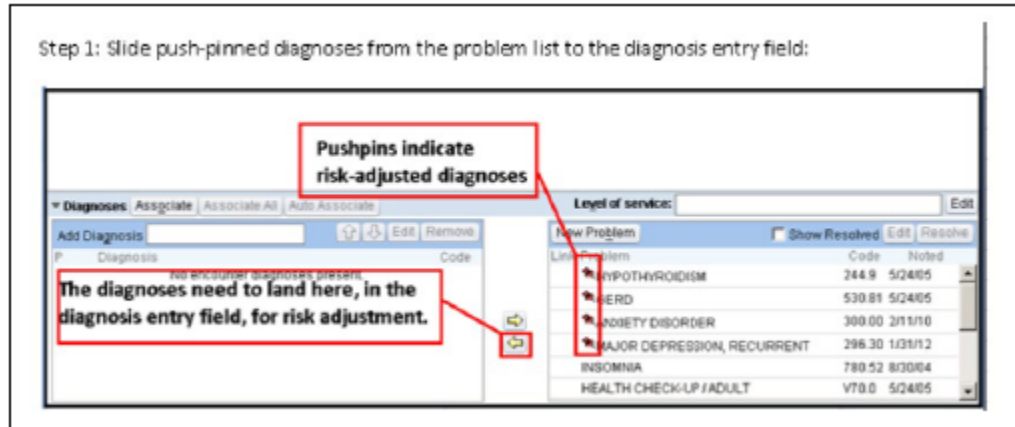 Step 1: Slide push-pinned diagnoses from the problem list to the diagnosis entry field:
Pushpins indicate
risk-adjusted diagnoses
Diagnoses Associate Associate All Auto Associate
Level of service: Edit
Add Diagnosis Edit Remove
New Problem Show Resolved Edit Resolve
P Diagnosis Code
Link Problem Code Noted
No encounter diagnoses present.
The diagnoses need to land here, in the
diagnosis entry field, for risk adjustment.
HYPOTHYROIDISM 244.9 5/24/05
GERD 530.81 5/24/05
ANXIETY DISORDER 300.00 2/11/10
MAJOR DEPRESSION, RECURRENT 296.30 1/31/12
INSOMNIA 780.52 8/30/04
HEALTH CHECK-UP/ADULT V70.0 5/24/05